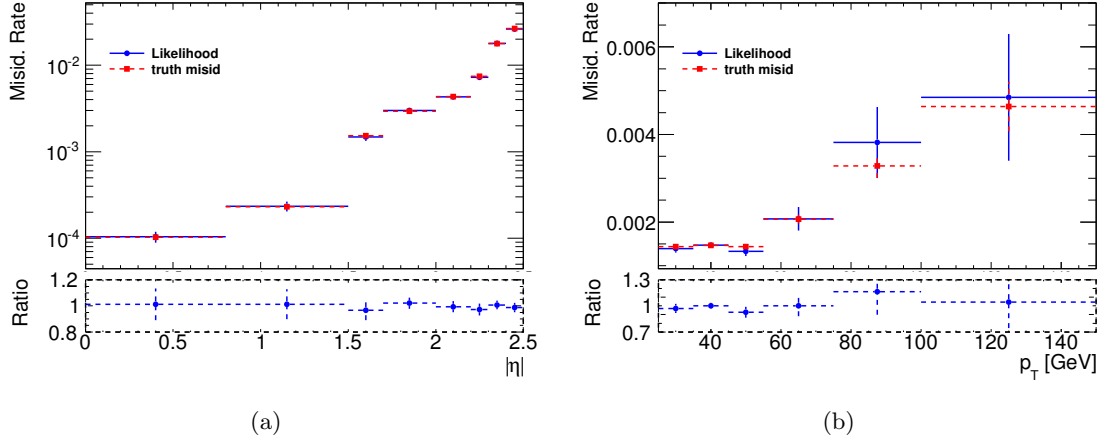 Misid. Rate
Likelihood
truth misid
10⁻²
10⁻³
10⁻⁴
Ratio
1.2
1
0.8
0 0.5 1 1.5 2 2.5
|η|
(a)
Misid. Rate
0.006
Likelihood
truth misid
0.004
0.002
Ratio
1.3
1
0.7
40 60 80 100 120 140
p_T [GeV]
(b)